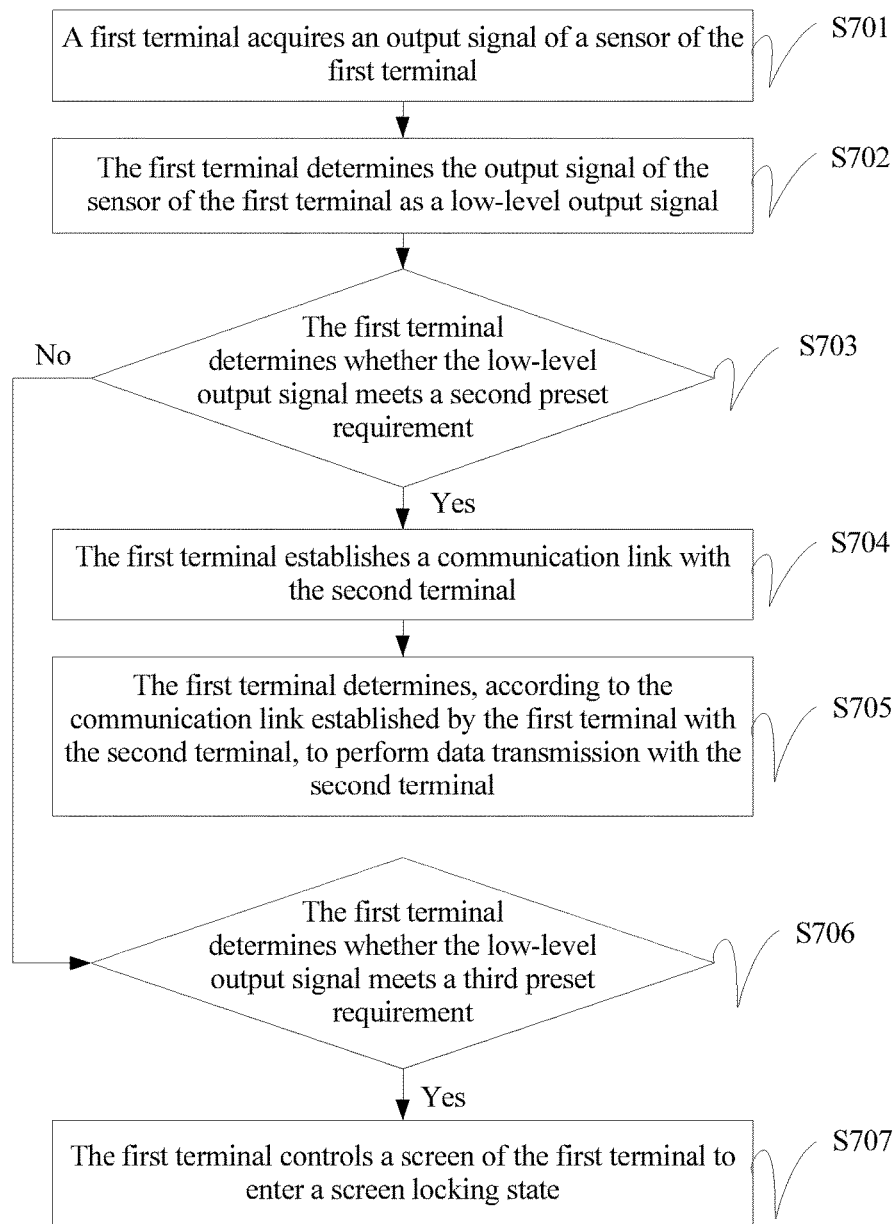 A first terminal acquires an output signal of a sensor of the
first terminal
S701
The first terminal determines the output signal of the
sensor of the first terminal as a low-level output signal
S702
The first terminal
determines whether the low-level
output signal meets a second preset
requirement
S703
No
Yes
The first terminal establishes a communication link with
the second terminal
S704
The first terminal determines, according to the
communication link established by the first terminal with
the second terminal, to perform data transmission with the
second terminal
S705
The first terminal
determines whether the low-level
output signal meets a third preset
requirement
S706
Yes
The first terminal controls a screen of the first terminal to
enter a screen locking state
S707